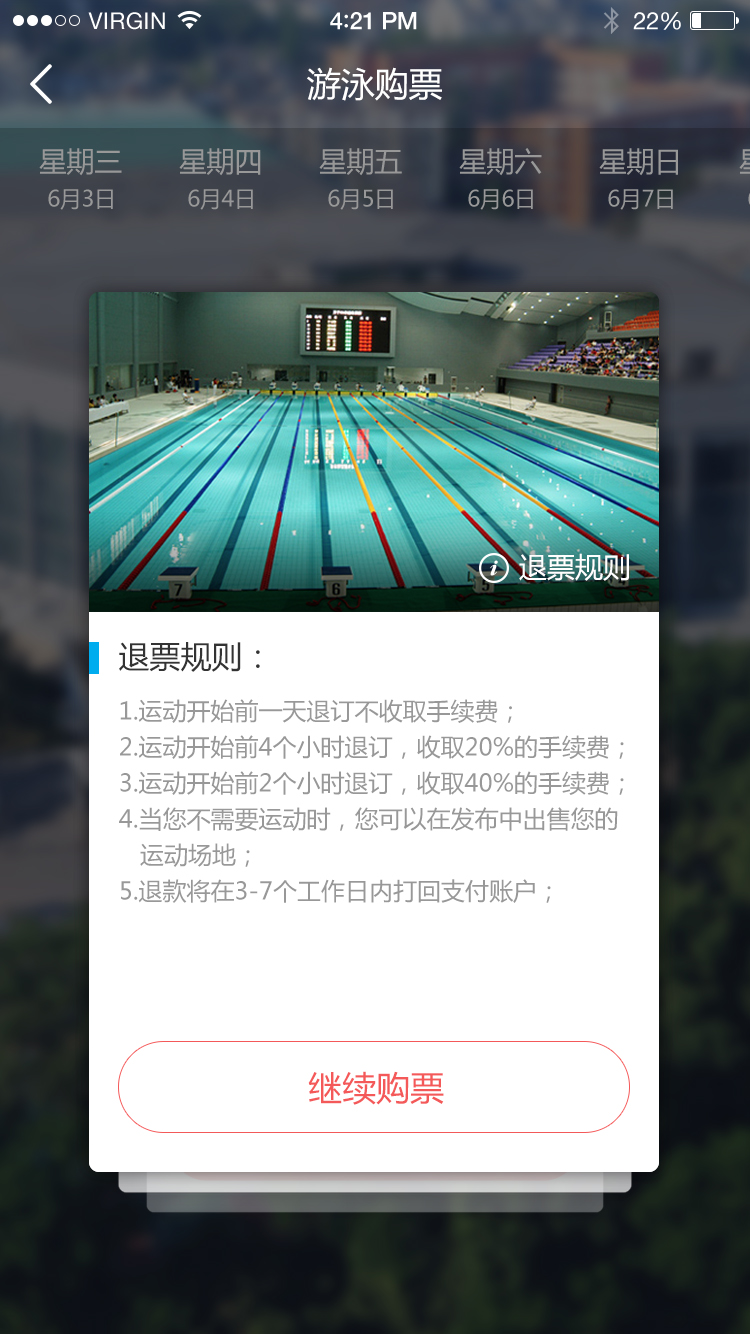 VIRGIN 4:21 PM 22%
游泳购票
星期三 星期四 星期五 星期六 星期日
6月3日 6月4日 6月5日 6月6日 6月7日
7 6 5
退票规则
退票规则：
1.运动开始前一天退订不收取手续费；
2.运动开始前4个小时退订，收取20%的手续费；
3.运动开始前2个小时退订，收取40%的手续费；
4.当您不需要运动时，您可以在发布中出售您的
运动场地；
5.退款将在3-7个工作日内打回支付账户；
继续购票